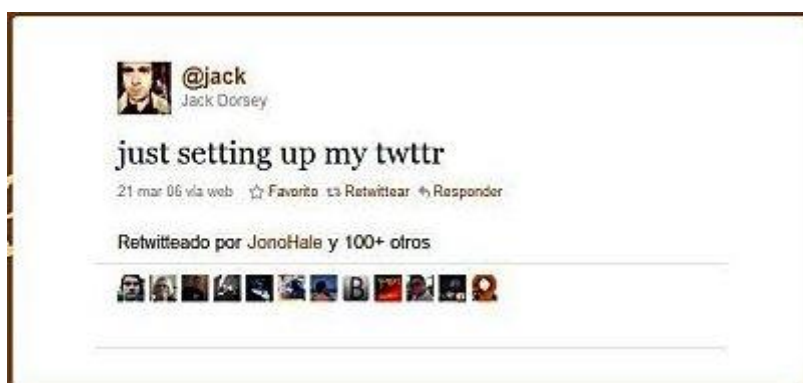 @jack
Jack Dorsey
just setting up my twttr
21 mar 06 vía web Favorito Retwittear Responder
Retwitteado por JonoHale y 100+ otros
B